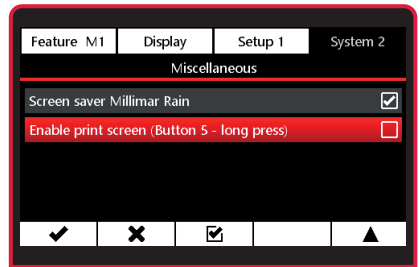 Feature M1 Display Setup 1 System 2
Miscellaneous
Screen saver Millimar Rain
Enable print screen (Button 5 - long press)